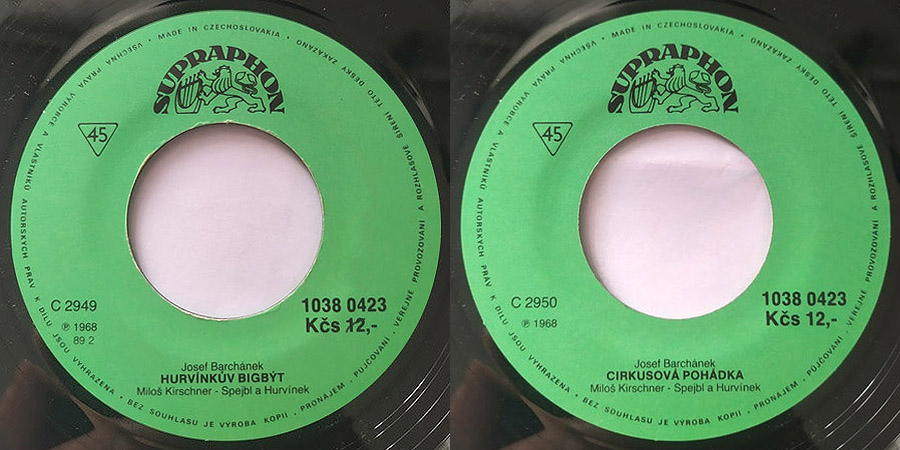 • MADE IN CZECHOSLOVAKIA •
VŠECHNA PRÁVA VÝROBCE A VLASTNÍKŮ AUTORSKÝCH PRÁV K DÍLU JSOU VYHRAZENA • BEZ SOUHLASU JE VÝROBA KOPIÍ, PRONÁJEM, PŮJČOVÁNÍ, VEŘEJNÉ PROVOZOVÁNÍ A ROZHLASOVÉ ŠÍŘENÍ TÉTO DESKY ZAKÁZÁNO
SUPRAPHON
45
C 2949
1038 0423
Kčs 12,-
℗ 1968
89 2
Josef Barchánek
HURVÍNKŮV BIGBÝT
Miloš Kirschner - Spejbl a Hurvínek
• MADE IN CZECHOSLOVAKIA •
VŠECHNA PRÁVA VÝROBCE A VLASTNÍKŮ AUTORSKÝCH PRÁV K DÍLU JSOU VYHRAZENA • BEZ SOUHLASU JE VÝROBA KOPIÍ, PRONÁJEM, PŮJČOVÁNÍ, VEŘEJNÉ PROVOZOVÁNÍ A ROZHLASOVÉ ŠÍŘENÍ TÉTO DESKY ZAKÁZÁNO
SUPRAPHON
45
C 2950
1038 0423
Kčs 12,-
℗ 1968
Josef Barchánek
CIRKUSOVÁ POHÁDKA
Miloš Kirschner - Spejbl a Hurvínek